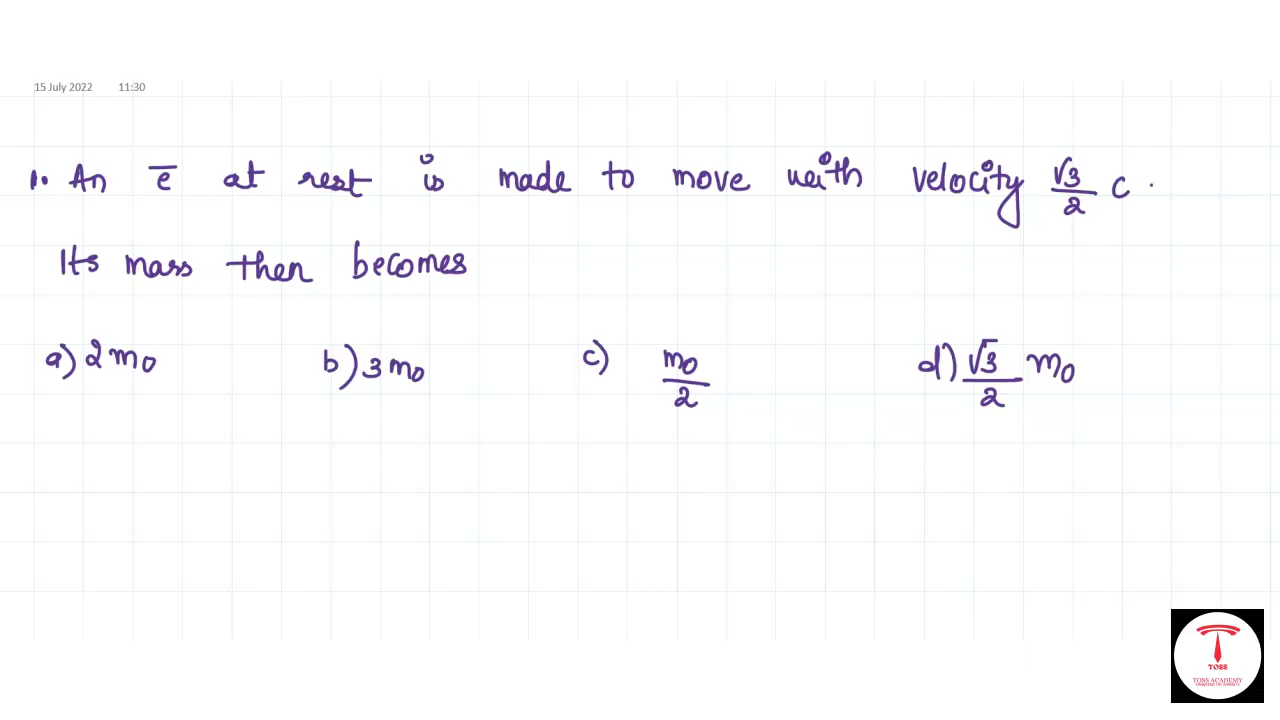 15 July 2022 11:30
1. An e̅ at rest is made to move with velocity √3/2 c.
Its mass then becomes
a) 2m₀ b) 3m₀ c) m₀/2 d) √3/2 m₀
TOSS
TOSS ACADEMY